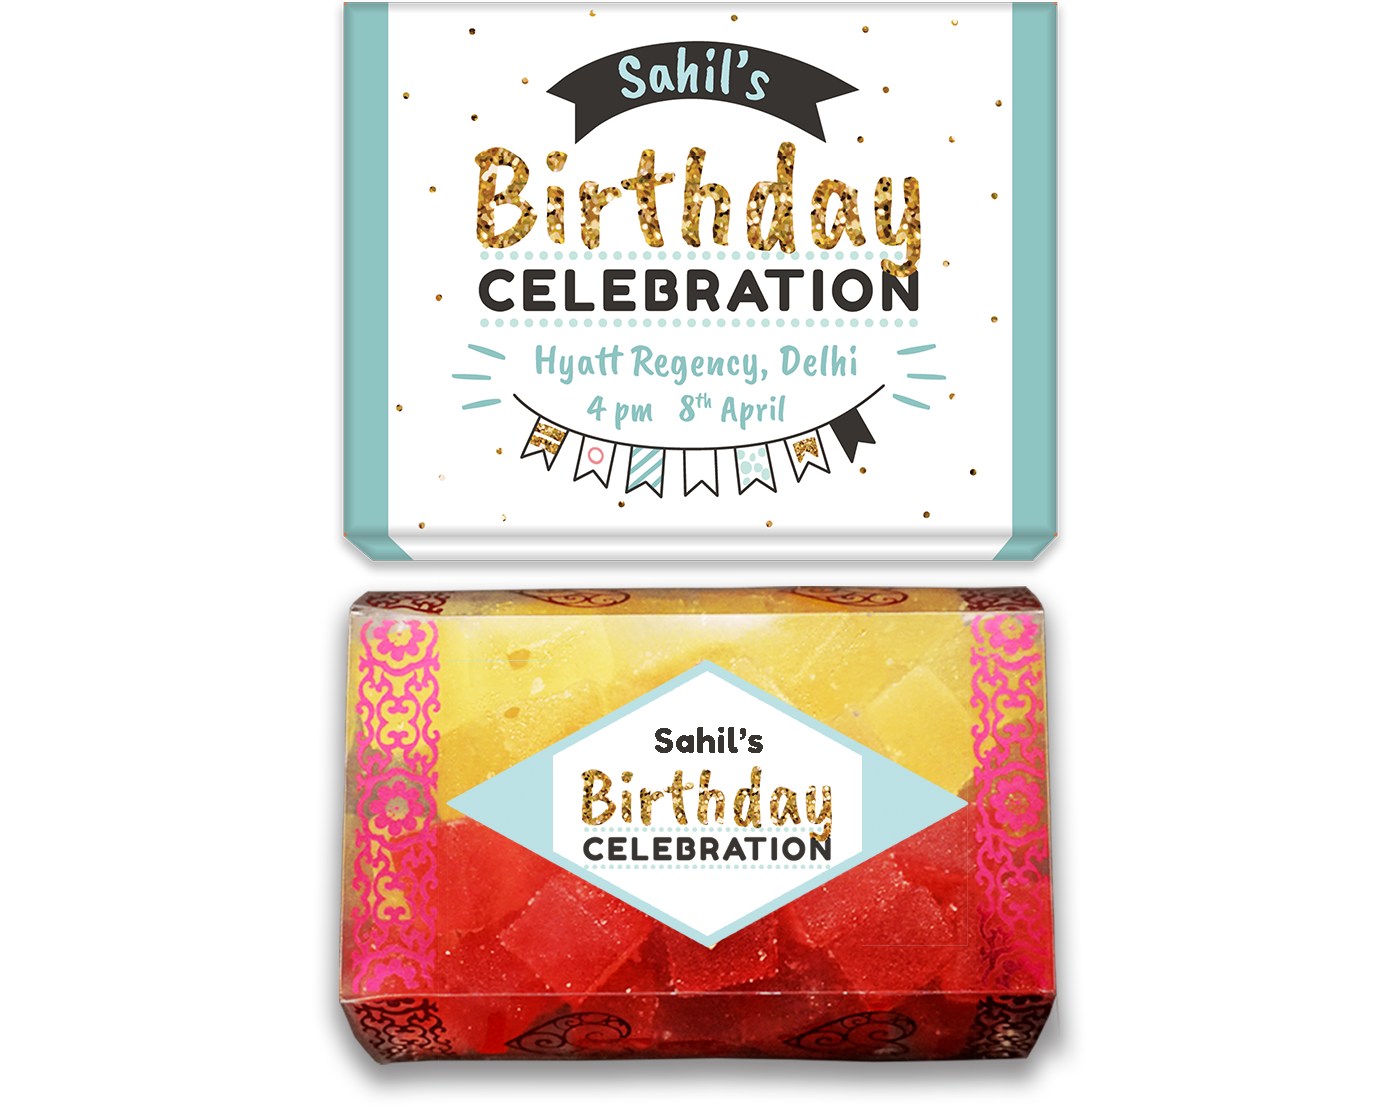 Sahil's
Birthday
CELEBRATION
Hyatt Regency, Delhi
4 pm 8th April
Sahil's
Birthday
CELEBRATION